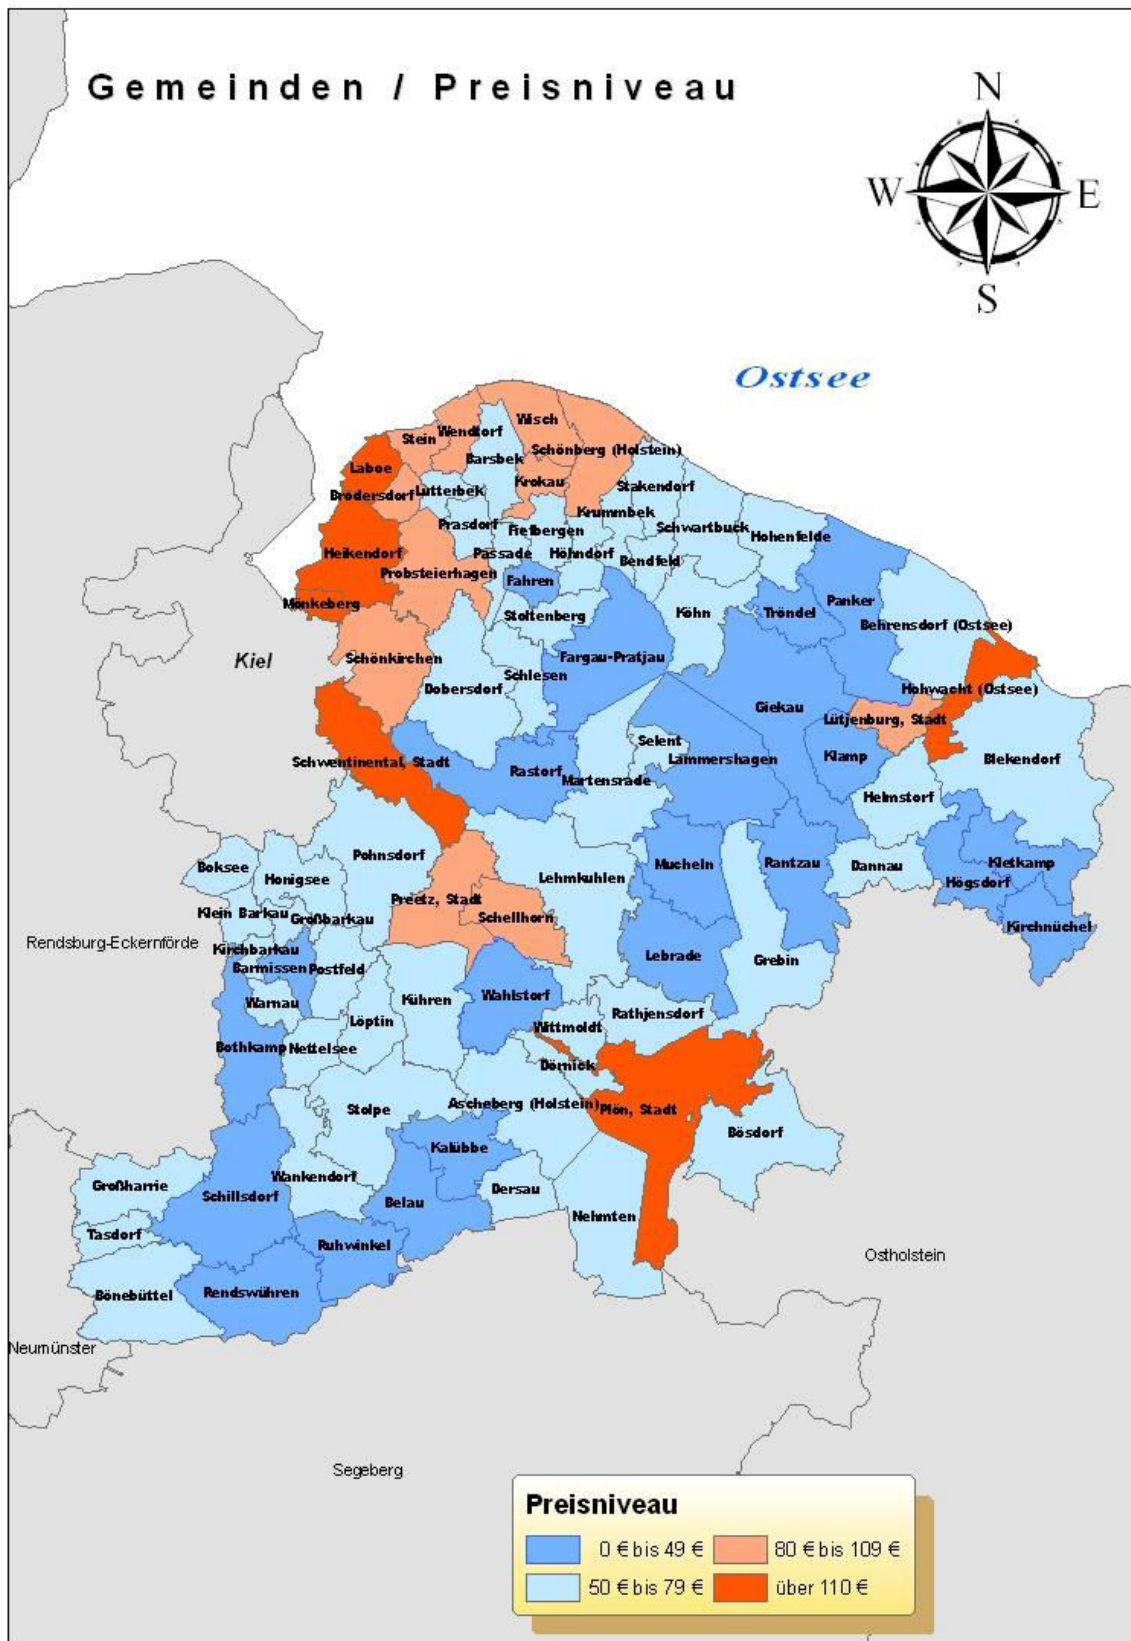 Gemeinden / Preisniveau
N
W
E
S
Ostsee
Wisch
Wendtorf
Stein
Schönberg (Holstein)
Barsbek
Laboe
Krokau
Stakendorf
Brodersdorf
Lutterbek
Krummbek
Prasdorf
Fiefbergen
Schwartbuck
Hohenfelde
Heikendorf
Passade
Höhndorf
Bendfeld
Probsteierhagen
Fahren
Mönkeberg
Panker
Stoltenberg
Köhn
Tröndel
Behrensdorf (Ostsee)
Kiel
Schönkirchen
Fargau-Pratjau
Schlesen
Dobersdorf
Hohwacht (Ostsee)
Giekau
Lütjenburg, Stadt
Selent
Schwentinental, Stadt
Rastorf
Lammershagen
Klamp
Blekendorf
Martensrade
Helmstorf
Pohnsdorf
Boksee
Mucheln
Rantzau
Dannau
Kletkamp
Honigsee
Lehmkuhlen
Högsdorf
Preetz, Stadt
Klein Barkau
Großbarkau
Schellhorn
Kirchnüchel
Rendsburg-Eckernförde
Kirchbarkau
Lebrade
Grebin
Barmissen
Postfeld
Wahlstorf
Warnau
Kühren
Rathjensdorf
Löptin
Wittmoldt
Bothkamp
Nettelsee
Dörnick
Stolpe
Ascheberg (Holstein)
Plön, Stadt
Bösdorf
Kalübbe
Wankendorf
Großharrie
Schillsdorf
Dersau
Belau
Nehmten
Tasdorf
Ruhwinkel
Ostholstein
Bönebüttel
Rendswühren
Neumünster
Segeberg
Preisniveau
0 € bis 49 €
80 € bis 109 €
50 € bis 79 €
über 110 €